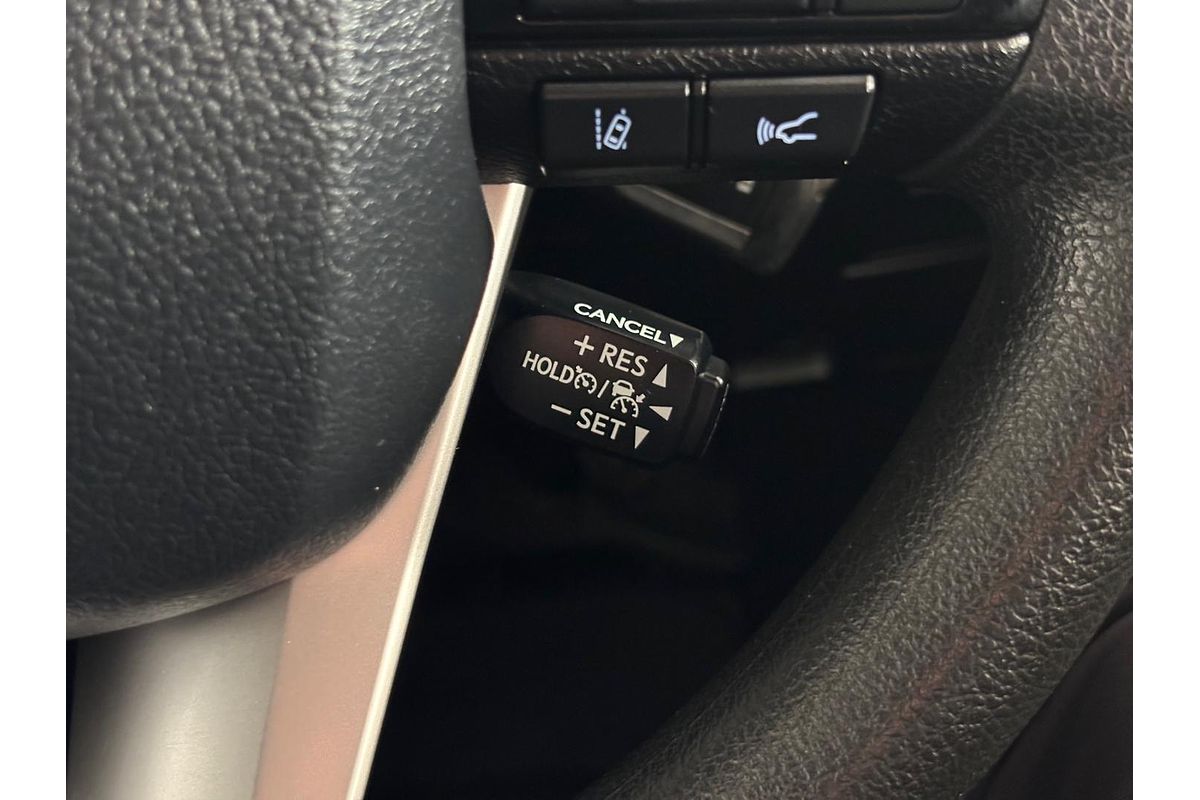 CANCEL▼
+ RES ▲
HOLD / ◀
− SET ▼